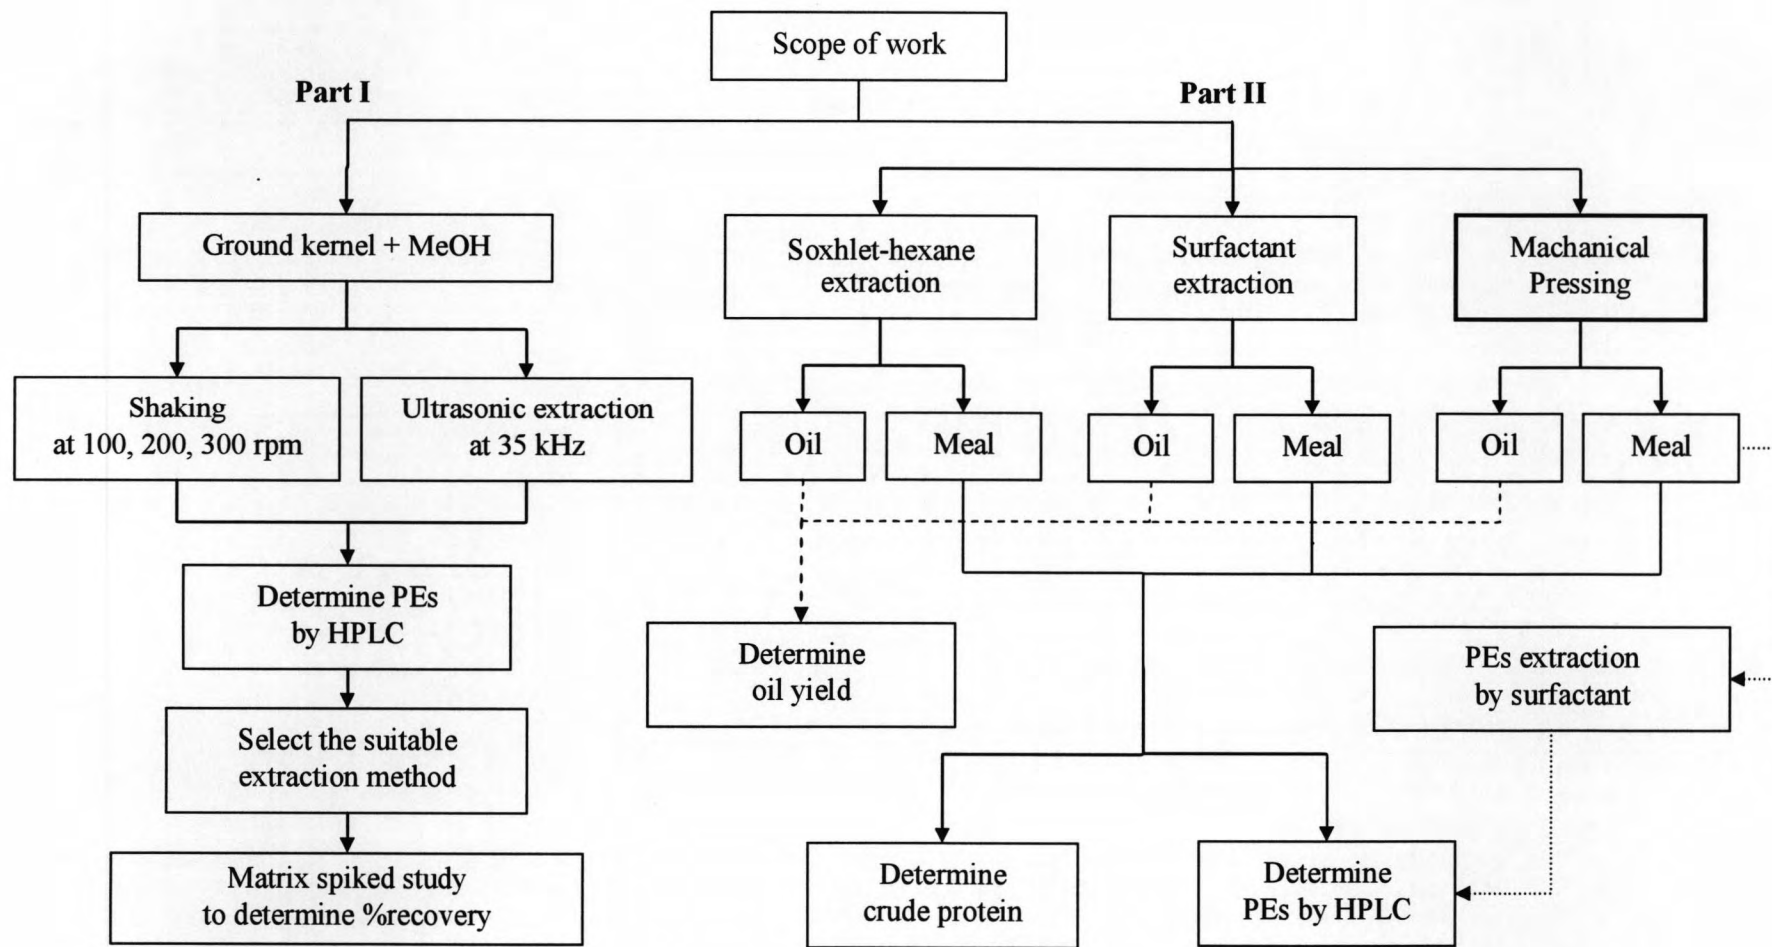 Scope of work
Part I
Part II
Ground kernel + MeOH
Soxhlet-hexane
extraction
Surfactant
extraction
Machanical
Pressing
Shaking
at 100, 200, 300 rpm
Ultrasonic extraction
at 35 kHz
Oil
Meal
Oil
Meal
Oil
Meal
Determine PEs
by HPLC
Determine
oil yield
PEs extraction
by surfactant
Select the suitable
extraction method
Matrix spiked study
to determine %recovery
Determine
crude protein
Determine
PEs by HPLC